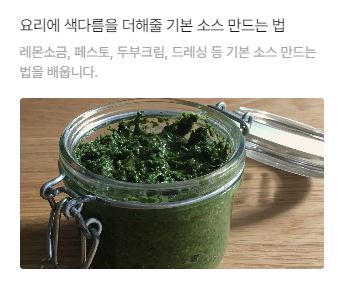 요리에 색다름을 더해줄 기본 소스 만드는 법
레몬소금, 페스토, 두부크림, 드레싱 등 기본 소스 만드는
법을 배웁니다.